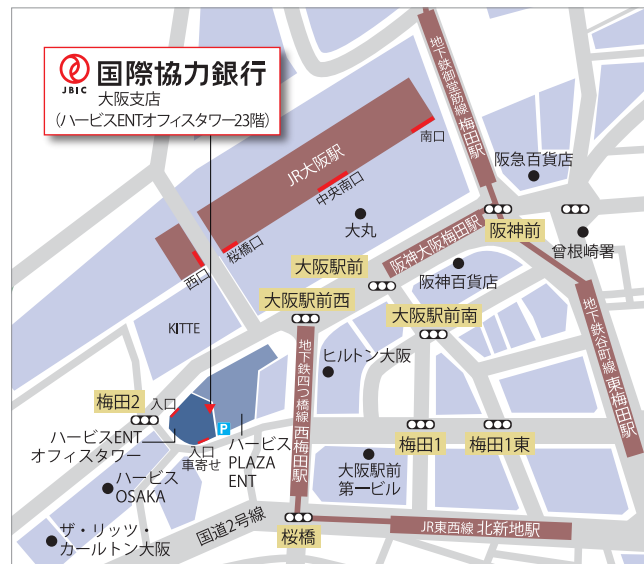 JBIC
国際協力銀行
大阪支店
(ハービスENTオフィスタワー23階)
地下鉄御堂筋線 梅田駅
南口
JR大阪駅
中央南口
阪急百貨店
大丸
桜橋口
西口
阪神大阪梅田駅
阪神前
曾根崎署
大阪駅前
阪神百貨店
大阪駅前西
大阪駅前南
KITTE
地下鉄谷町線 東梅田駅
地下鉄四つ橋線 西梅田駅
ヒルトン大阪
梅田2
入口
P
ハービスENT
オフィスタワー
入口
車寄せ
ハービス
PLAZA
ENT
梅田1
梅田1東
大阪駅前
第一ビル
ハービス
OSAKA
国道2号線
桜橋
JR東西線 北新地駅
ザ・リッツ・
カールトン大阪